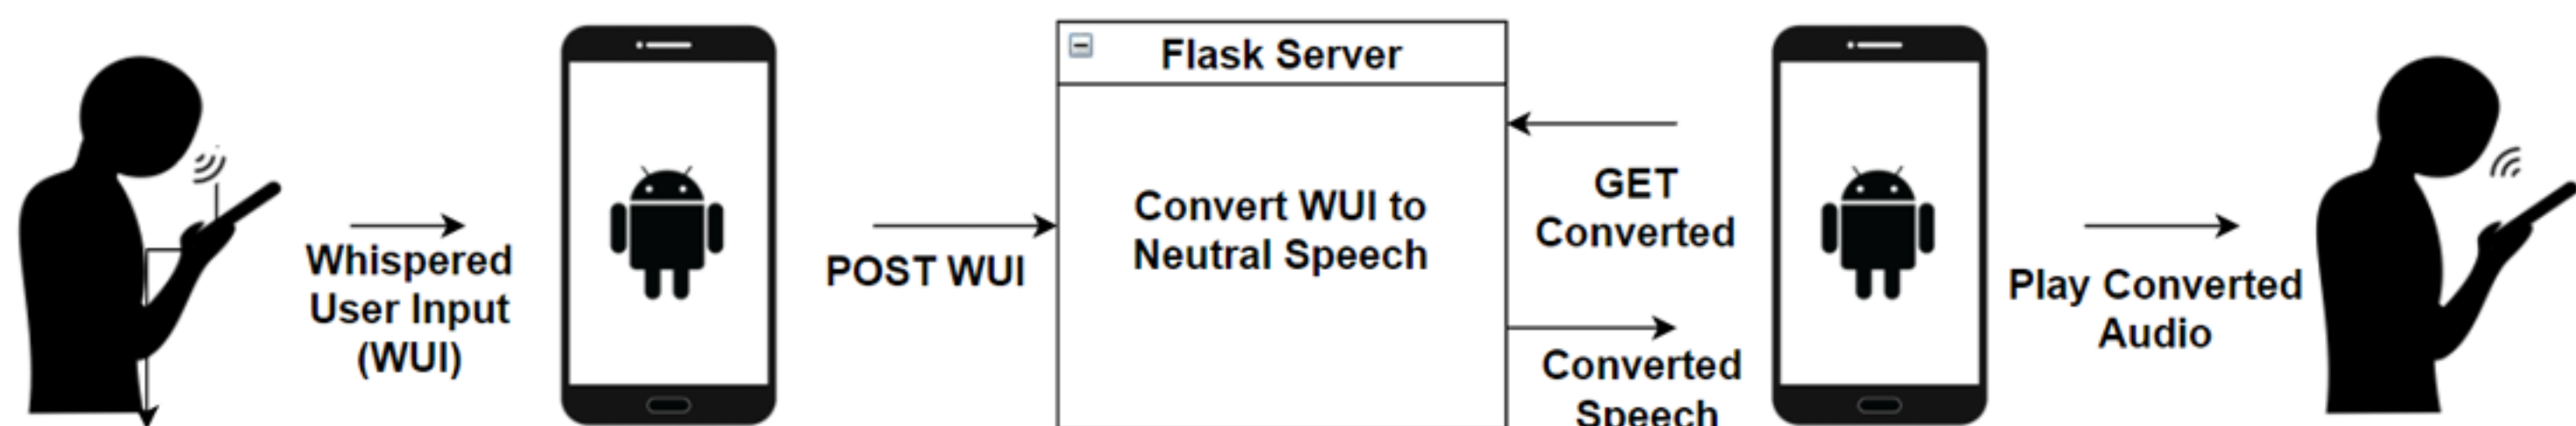 Whispered
User Input
(WUI)
POST WUI
Flask Server
Convert WUI to
Neutral Speech
GET
Converted
Converted
Speech
Play Converted
Audio